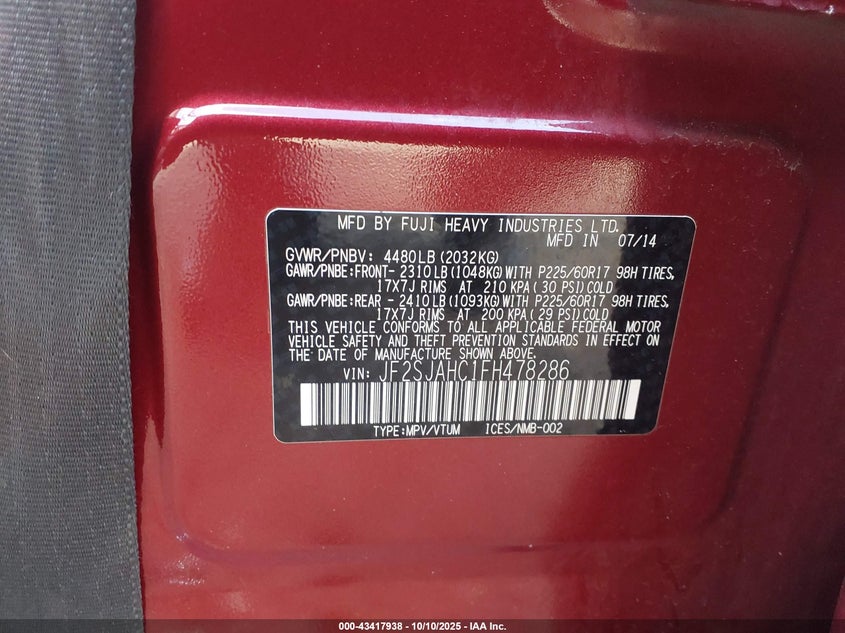 MFD BY FUJI HEAVY INDUSTRIES LTD.
MFD IN 07/14
GVWR/PNBV: 4480LB(2032KG)
GAWR/PNBE:FRONT-2310LB(1048KG)WITH P225/60R17 98H TIRES,
17X7J RIMS AT 210 KPA(30 PSI)COLD
GAWR/PNBE:REAR -2410LB(1093KG)WITH P225/60R17 98H TIRES,
17X7J RIMS AT 200 KPA(29 PSI)COLD
THIS VEHICLE CONFORMS TO ALL APPLICABLE FEDERAL MOTOR
VEHICLE SAFETY AND THEFT PREVENTION STANDARDS IN EFFECT ON
THE DATE OF MANUFACTURE SHOWN ABOVE.
VIN: JF2SJAHC1FH478286
TYPE:MPV/VTUM ICES/NMB-002
000-43417938 - 10/10/2025 - IAA Inc.